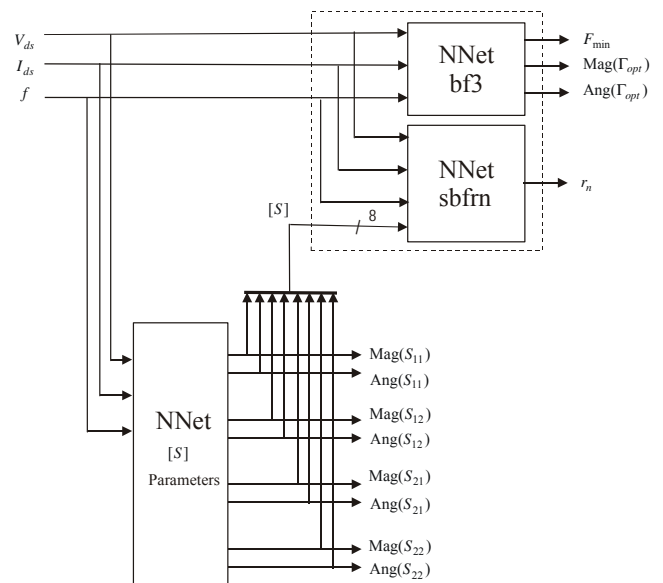 V_ds
I_ds
f
NNet
bf3
F_min
Mag(Γ_opt)
Ang(Γ_opt)
NNet
sbfrn
r_n
[S]
8
NNet
[S]
Parameters
Mag(S_11)
Ang(S_11)
Mag(S_12)
Ang(S_12)
Mag(S_21)
Ang(S_21)
Mag(S_22)
Ang(S_22)